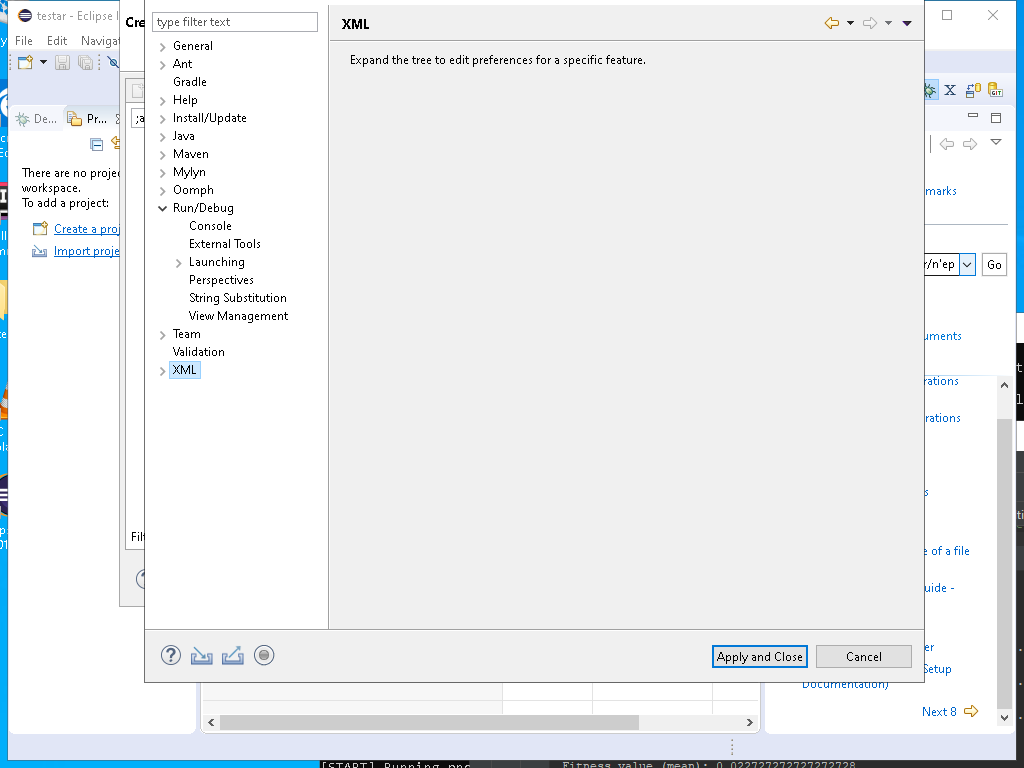 testar - Eclipse I
File Edit Navigat
De...
Pr...
There are no proje
workspace.
To add a project:
Create a proj
Import proje
Cre
;a
Filt
type filter text
General
Ant
Gradle
Help
Install/Update
Java
Maven
Mylyn
Oomph
Run/Debug
Console
External Tools
Launching
Perspectives
String Substitution
View Management
Team
Validation
XML
XML
Expand the tree to edit preferences for a specific feature.
Apply and Close
Cancel
GIT
marks
r/n'ep
Go
uments
rations
rations
s
e of a file
uide -
er
Setup
Documentation)
Next 8
[START] Running
Fitness value (mean): 0.022727272727272728